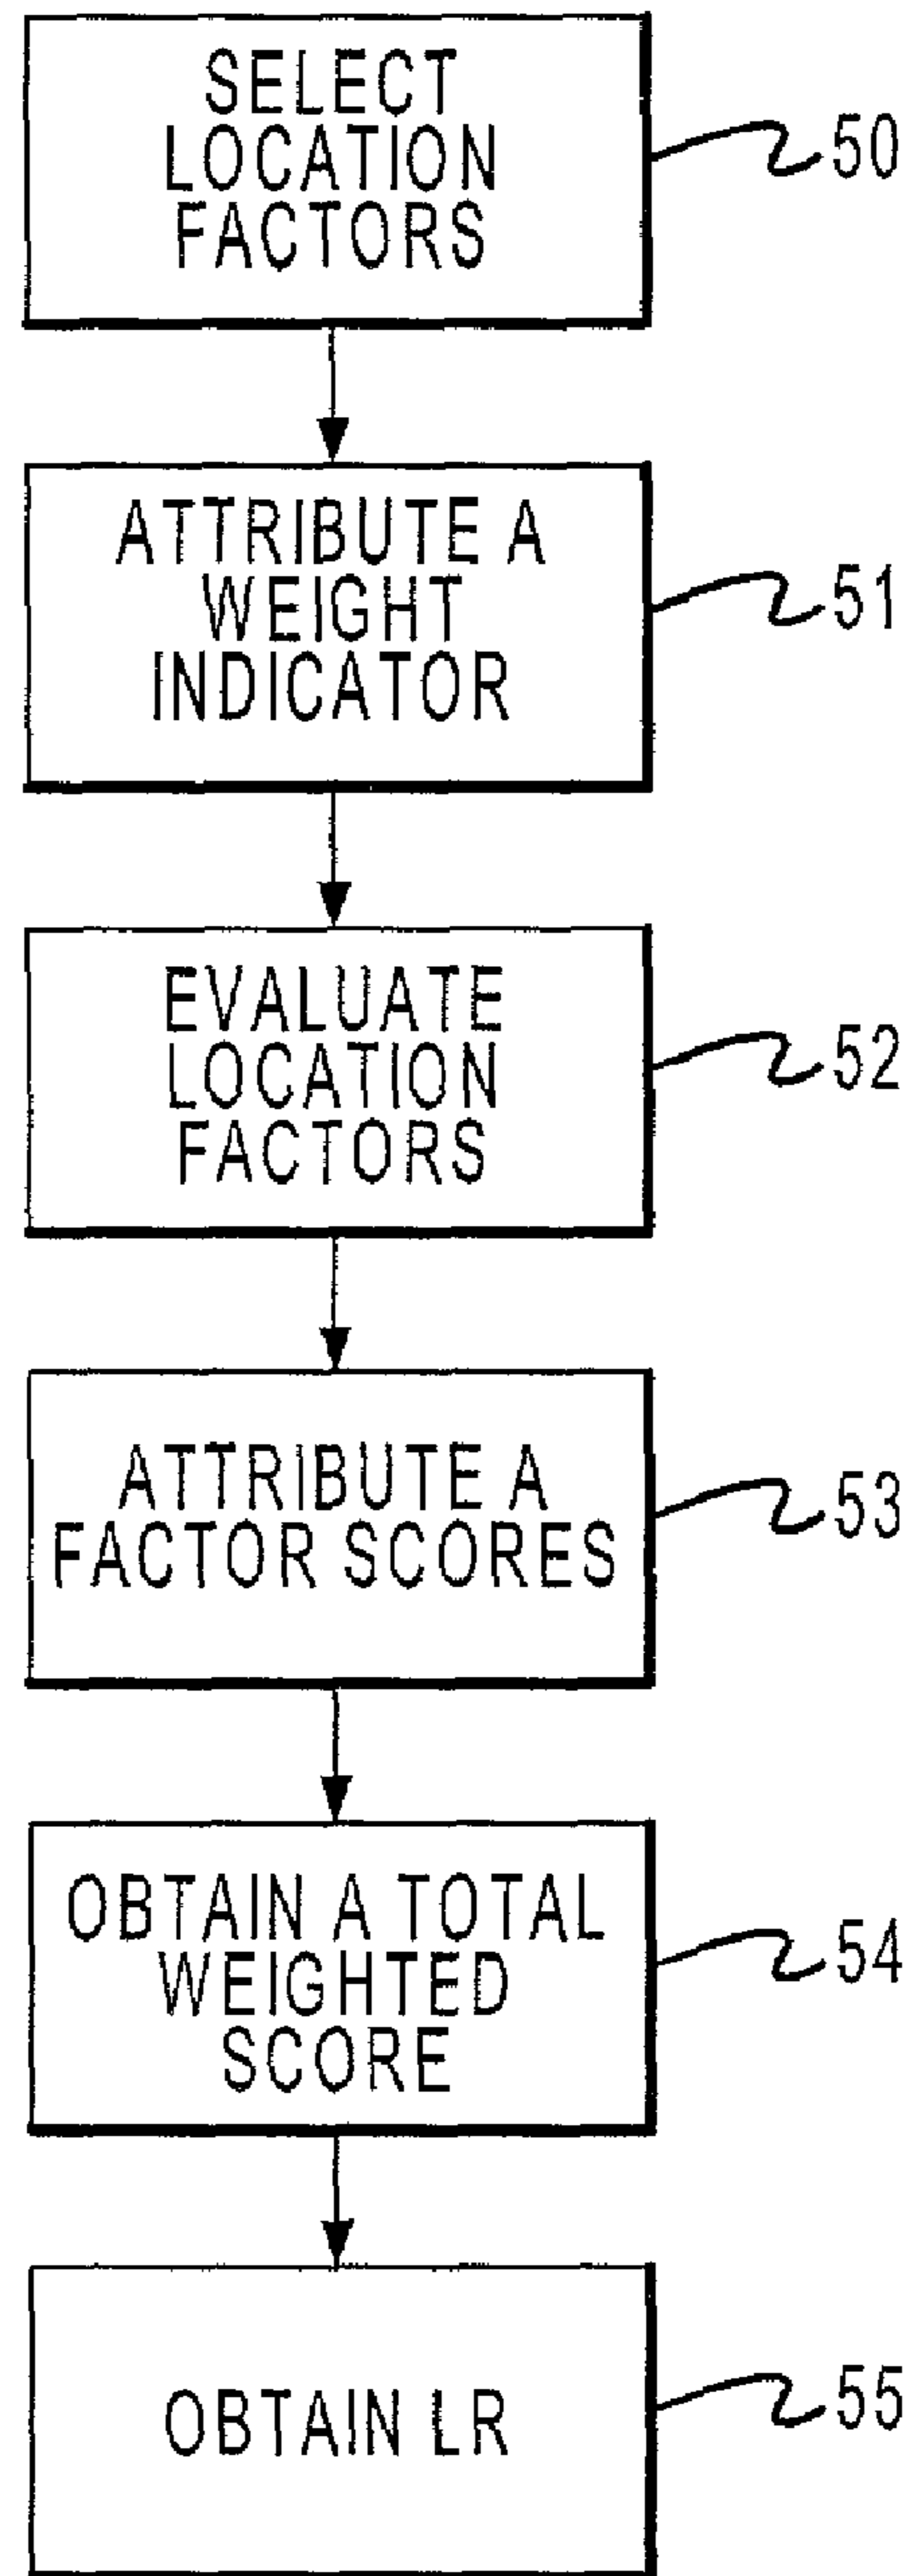 SELECT
LOCATION
FACTORS
50
ATTRIBUTE A
WEIGHT
INDICATOR
51
EVALUATE
LOCATION
FACTORS
52
ATTRIBUTE A
FACTOR SCORES
53
OBTAIN A TOTAL
WEIGHTED
SCORE
54
OBTAIN LR
55